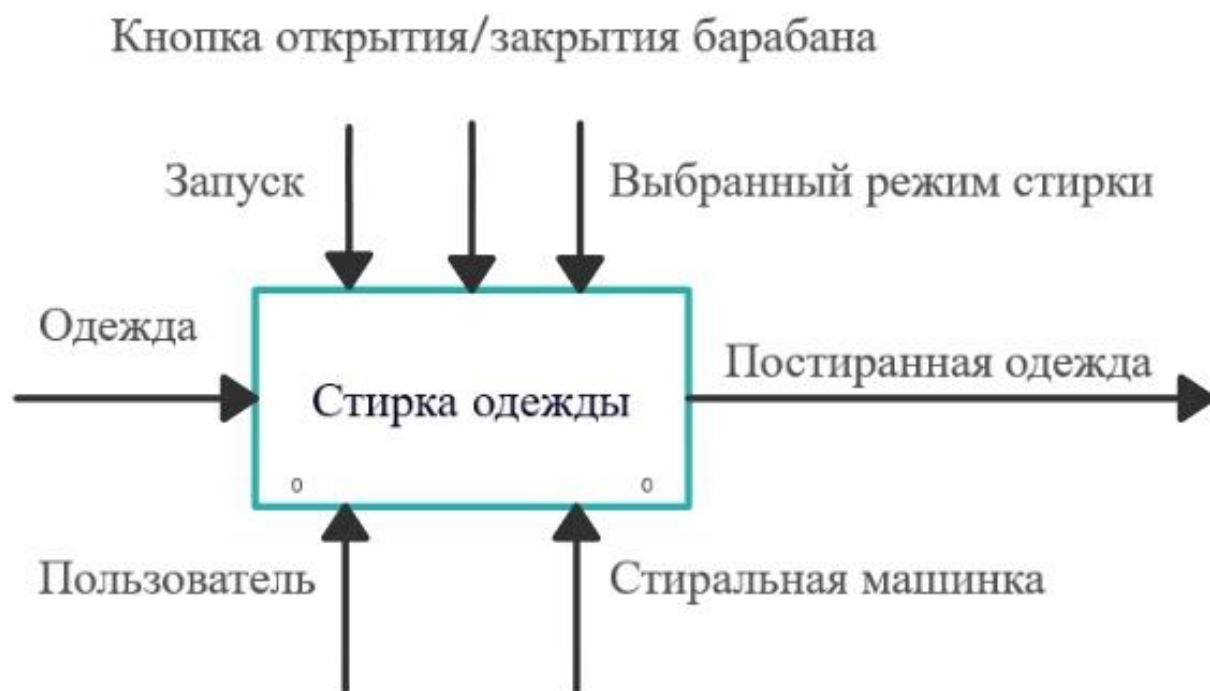 Кнопка открытия/закрытия барабана
Запуск
Выбранный режим стирки
Одежда
Постиранная одежда
Стирка одежды
0
0
Пользователь
Стиральная машинка